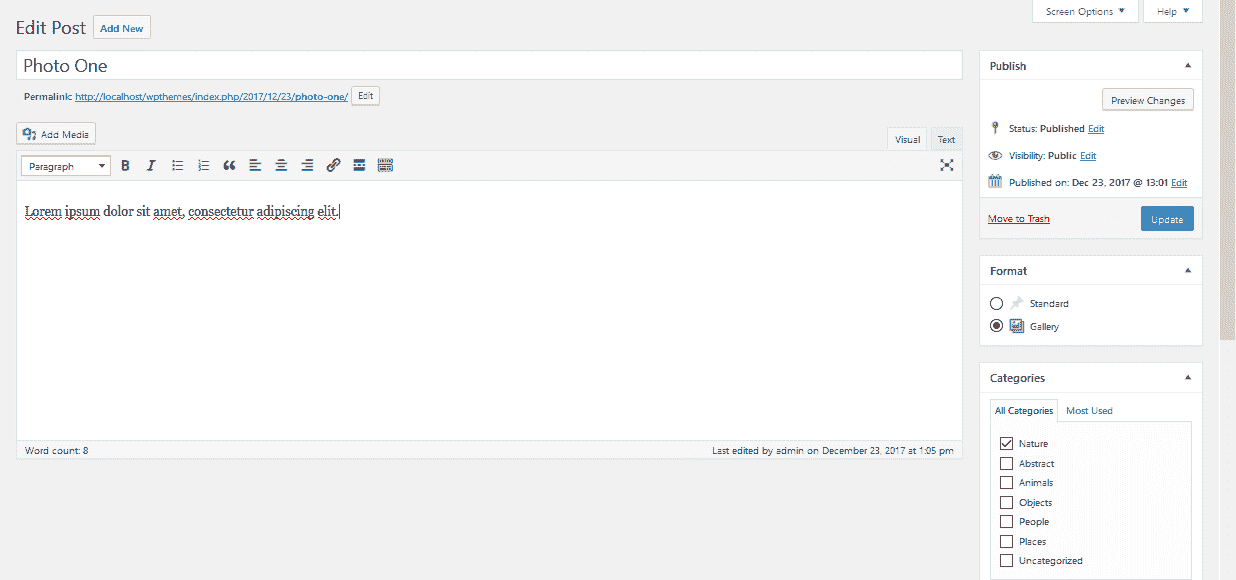 Screen Options Help
Edit Post Add New
Photo One
Permalink: http://localhost/wpthemes/index.php/2017/12/23/photo-one/ Edit
Add Media
Visual Text
Paragraph
Lorem ipsum dolor sit amet, consectetur adipiscing elit.
Word count: 8
Last edited by admin on December 23, 2017 at 1:05 pm
Publish
Preview Changes
Status: Published Edit
Visibility: Public Edit
Published on: Dec 23, 2017 @ 13:01 Edit
Move to Trash Update
Format
Standard
Gallery
Categories
All Categories Most Used
Nature
Abstract
Animals
Objects
People
Places
Uncategorized